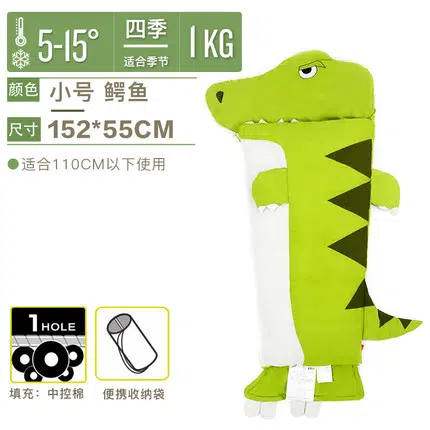 5-15°
四季
适合季节
1KG
颜色 小号 鳄鱼
尺寸 152*55CM
●适合110CM以下使用
1 HOLE
填充：中控棉
便携收纳袋